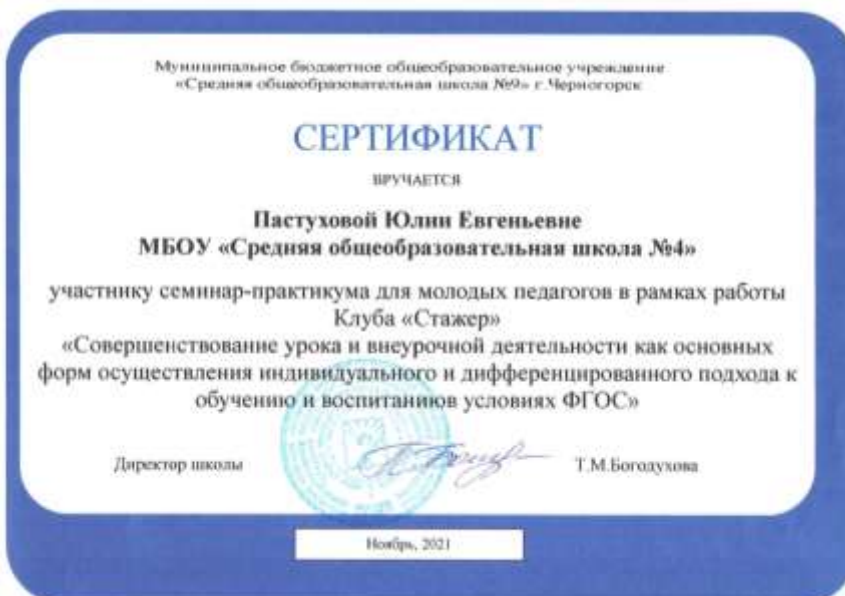 Муниципальное бюджетное общеобразовательное учреждение
«Средняя общеобразовательная школа №9» г.Черногорск
СЕРТИФИКАТ
ВРУЧАЕТСЯ
Пастуховой Юлии Евгеньевне
МБОУ «Средняя общеобразовательная школа №4»
участнику семинар-практикума для молодых педагогов в рамках работы
Клуба «Стажер»
«Совершенствование урока и внеурочной деятельности как основных
форм осуществления индивидуального и дифференцированного подхода к
обучению и воспитаниюв условиях ФГОС»
Директор школы
Т.М.Богодухова
Ноябрь, 2021